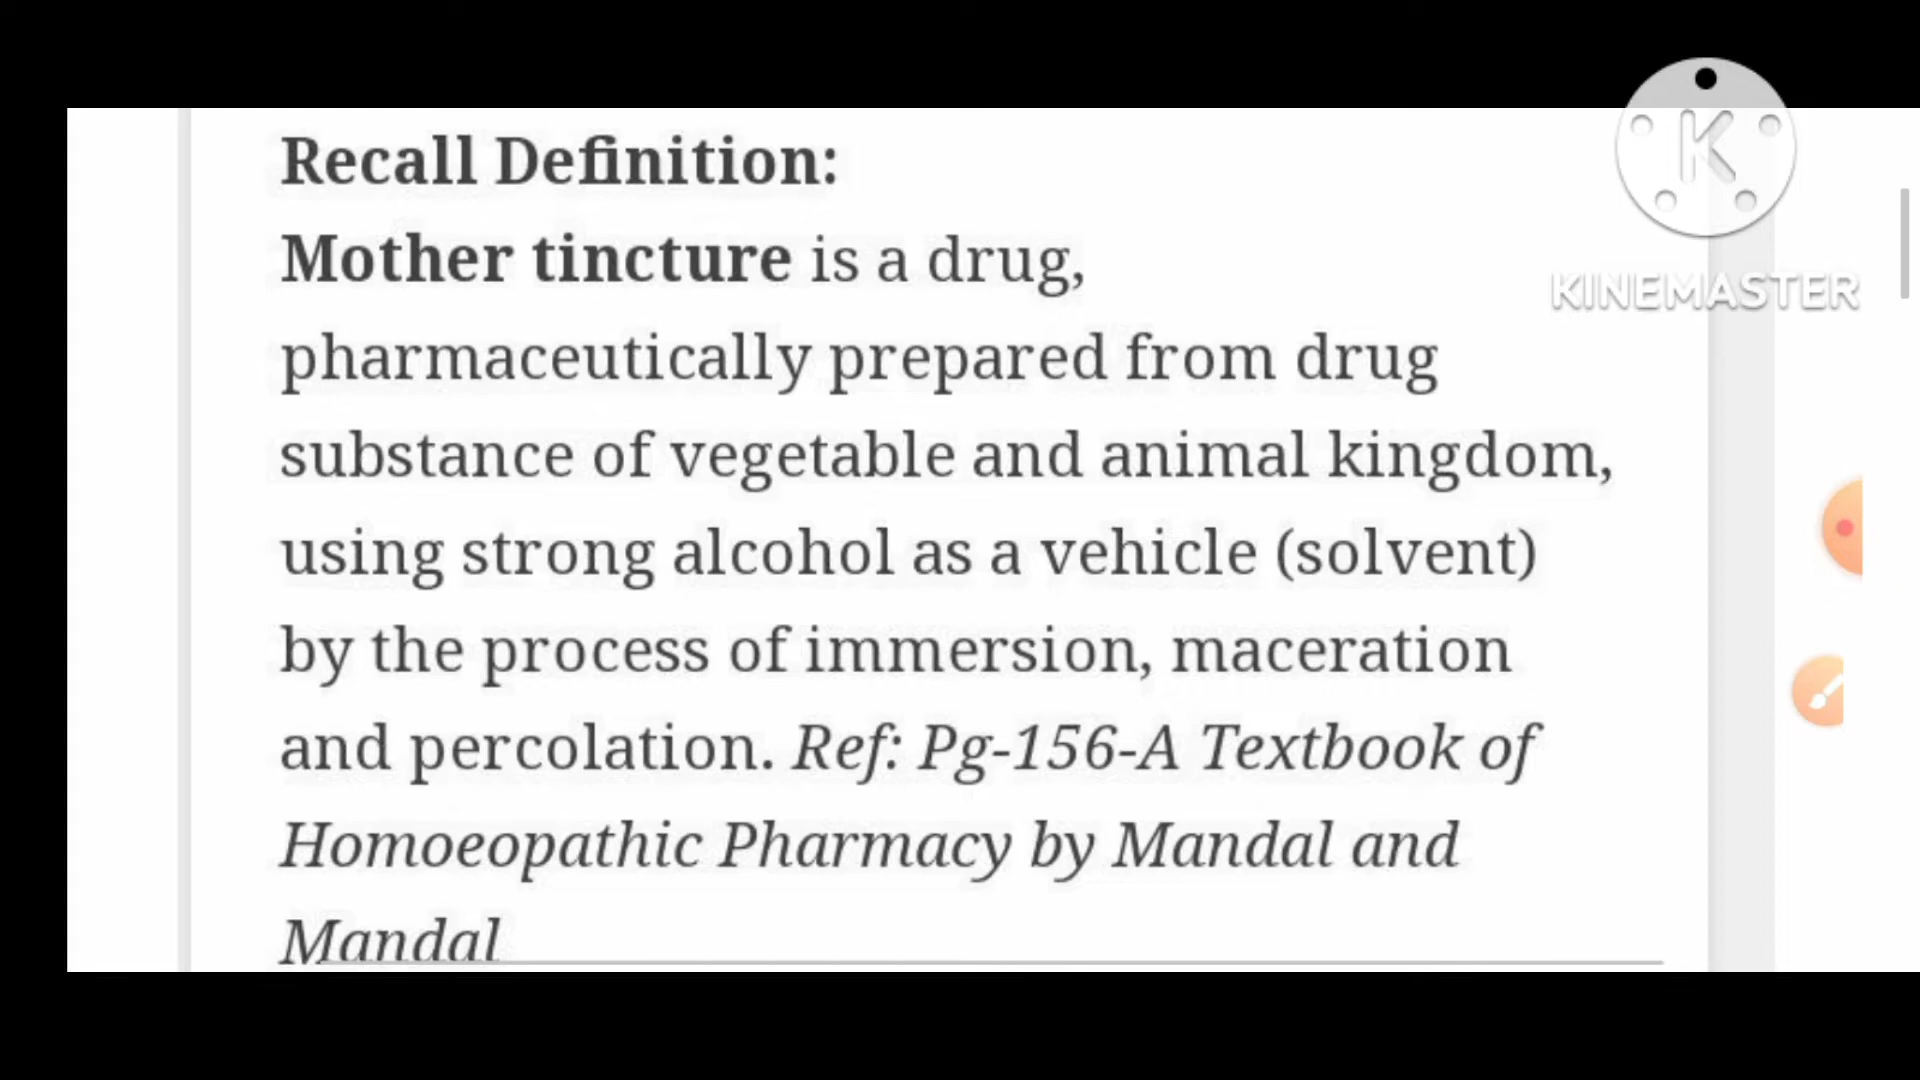 Recall Definition:
Mother tincture is a drug,
pharmaceutically prepared from drug
substance of vegetable and animal kingdom,
using strong alcohol as a vehicle (solvent)
by the process of immersion, maceration
and percolation. Ref: Pg-156-A Textbook of
Homoeopathic Pharmacy by Mandal and
Mandal
K
KINEMASTER